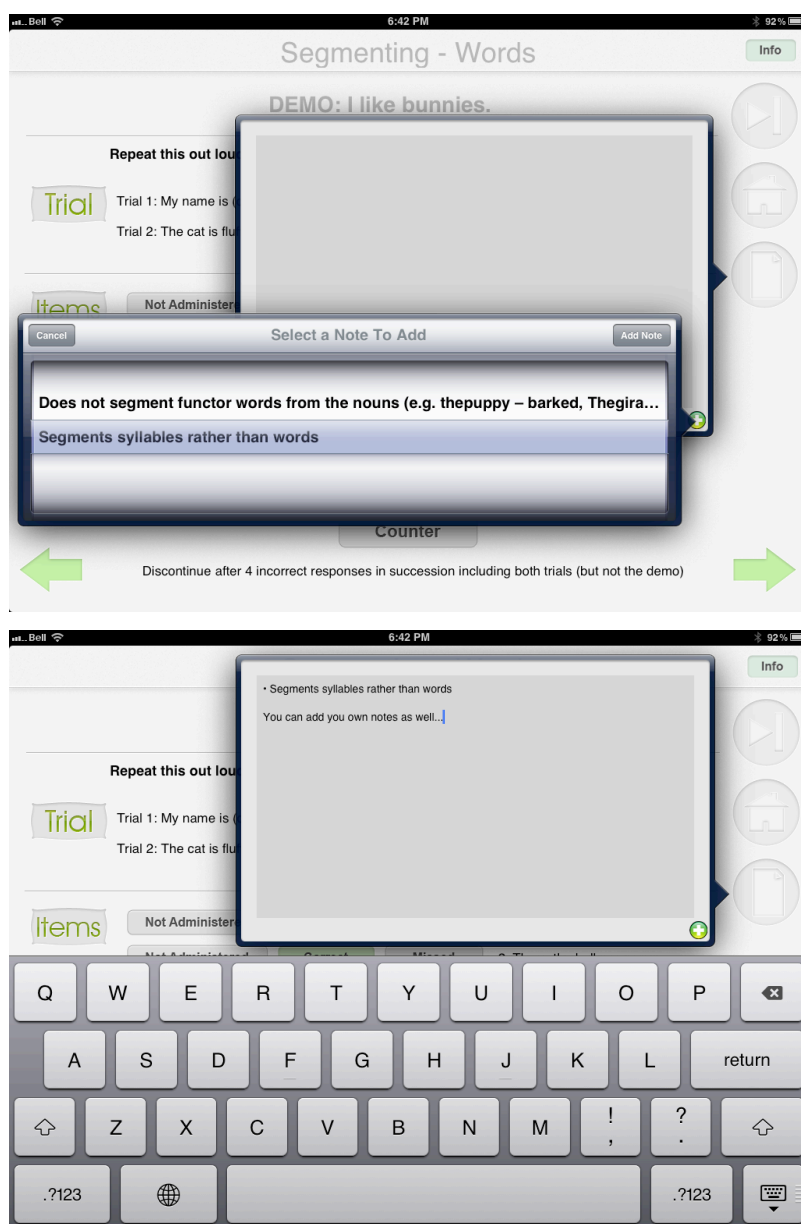 Bell 6:42 PM 92%
Segmenting - Words Info
DEMO: I like bunnies.
Repeat this out lou
Trial
Trial 1: My name is (
Trial 2: The cat is flu
Items Not Administer
Cancel Select a Note To Add Add Note
Does not segment functor words from the nouns (e.g. thepuppy – barked, Thegira...
Segments syllables rather than words
Counter
Discontinue after 4 incorrect responses in succession including both trials (but not the demo)
Bell 6:42 PM 92%
Info
• Segments syllables rather than words
You can add you own notes as well...
Repeat this out lou
Trial
Trial 1: My name is (
Trial 2: The cat is flu
Items Not Administer
Q W E R T Y U I O P
A S D F G H J K L return
Z X C V B N M ! , ? .
.?123 .?123